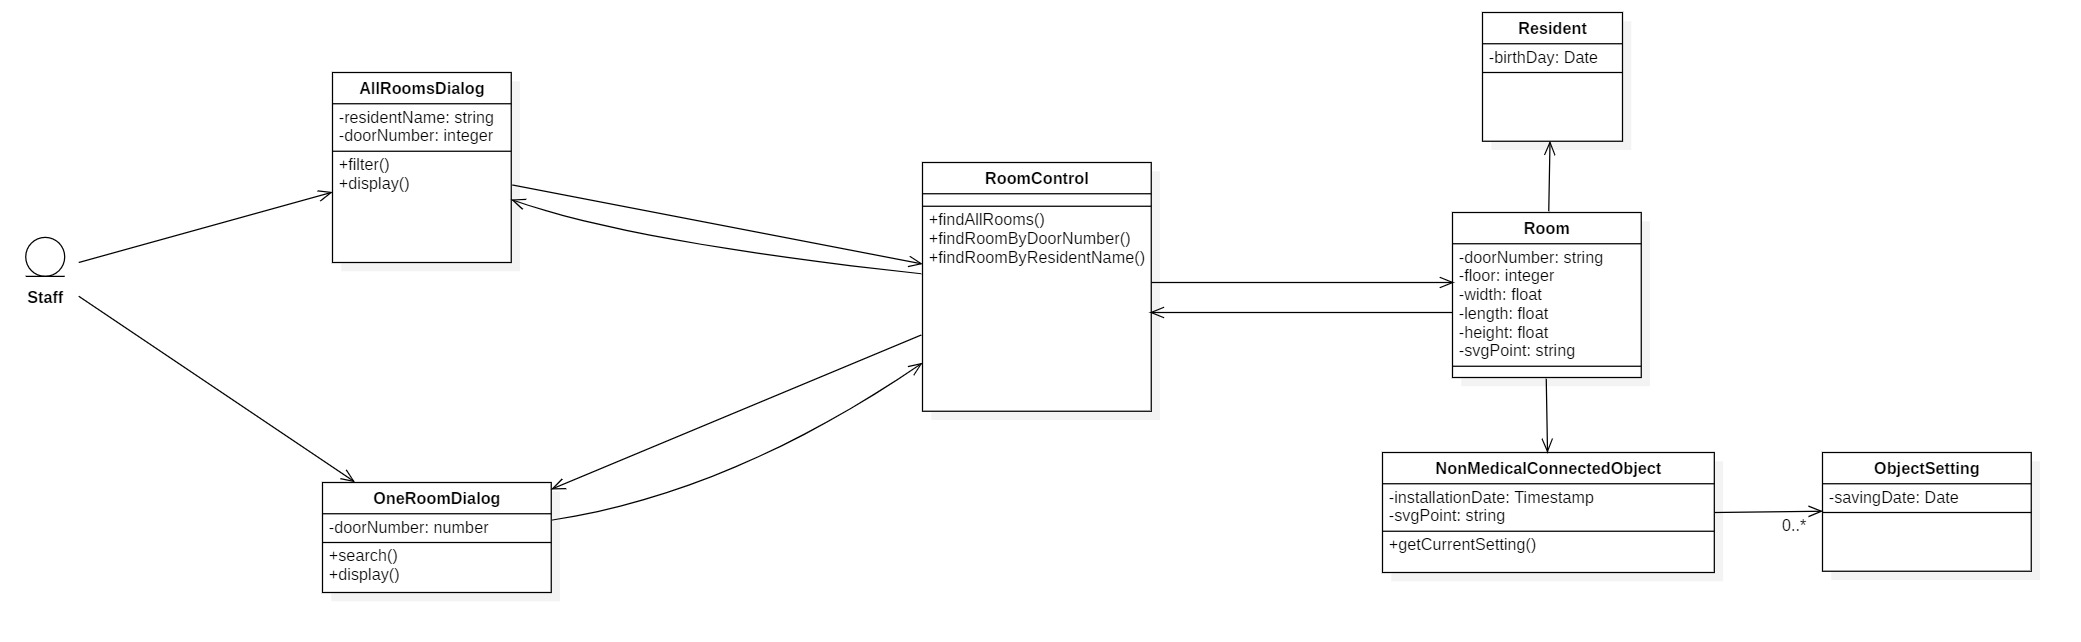 Staff
AllRoomsDialog
-residentName: string
-doorNumber: integer
+filter()
+display()
OneRoomDialog
-doorNumber: number
+search()
+display()
RoomControl
+findAllRooms()
+findRoomByDoorNumber()
+findRoomByResidentName()
Resident
-birthDay: Date
Room
-doorNumber: string
-floor: integer
-width: float
-length: float
-height: float
-svgPoint: string
NonMedicalConnectedObject
-installationDate: Timestamp
-svgPoint: string
+getCurrentSetting()
0..*
ObjectSetting
-savingDate: Date